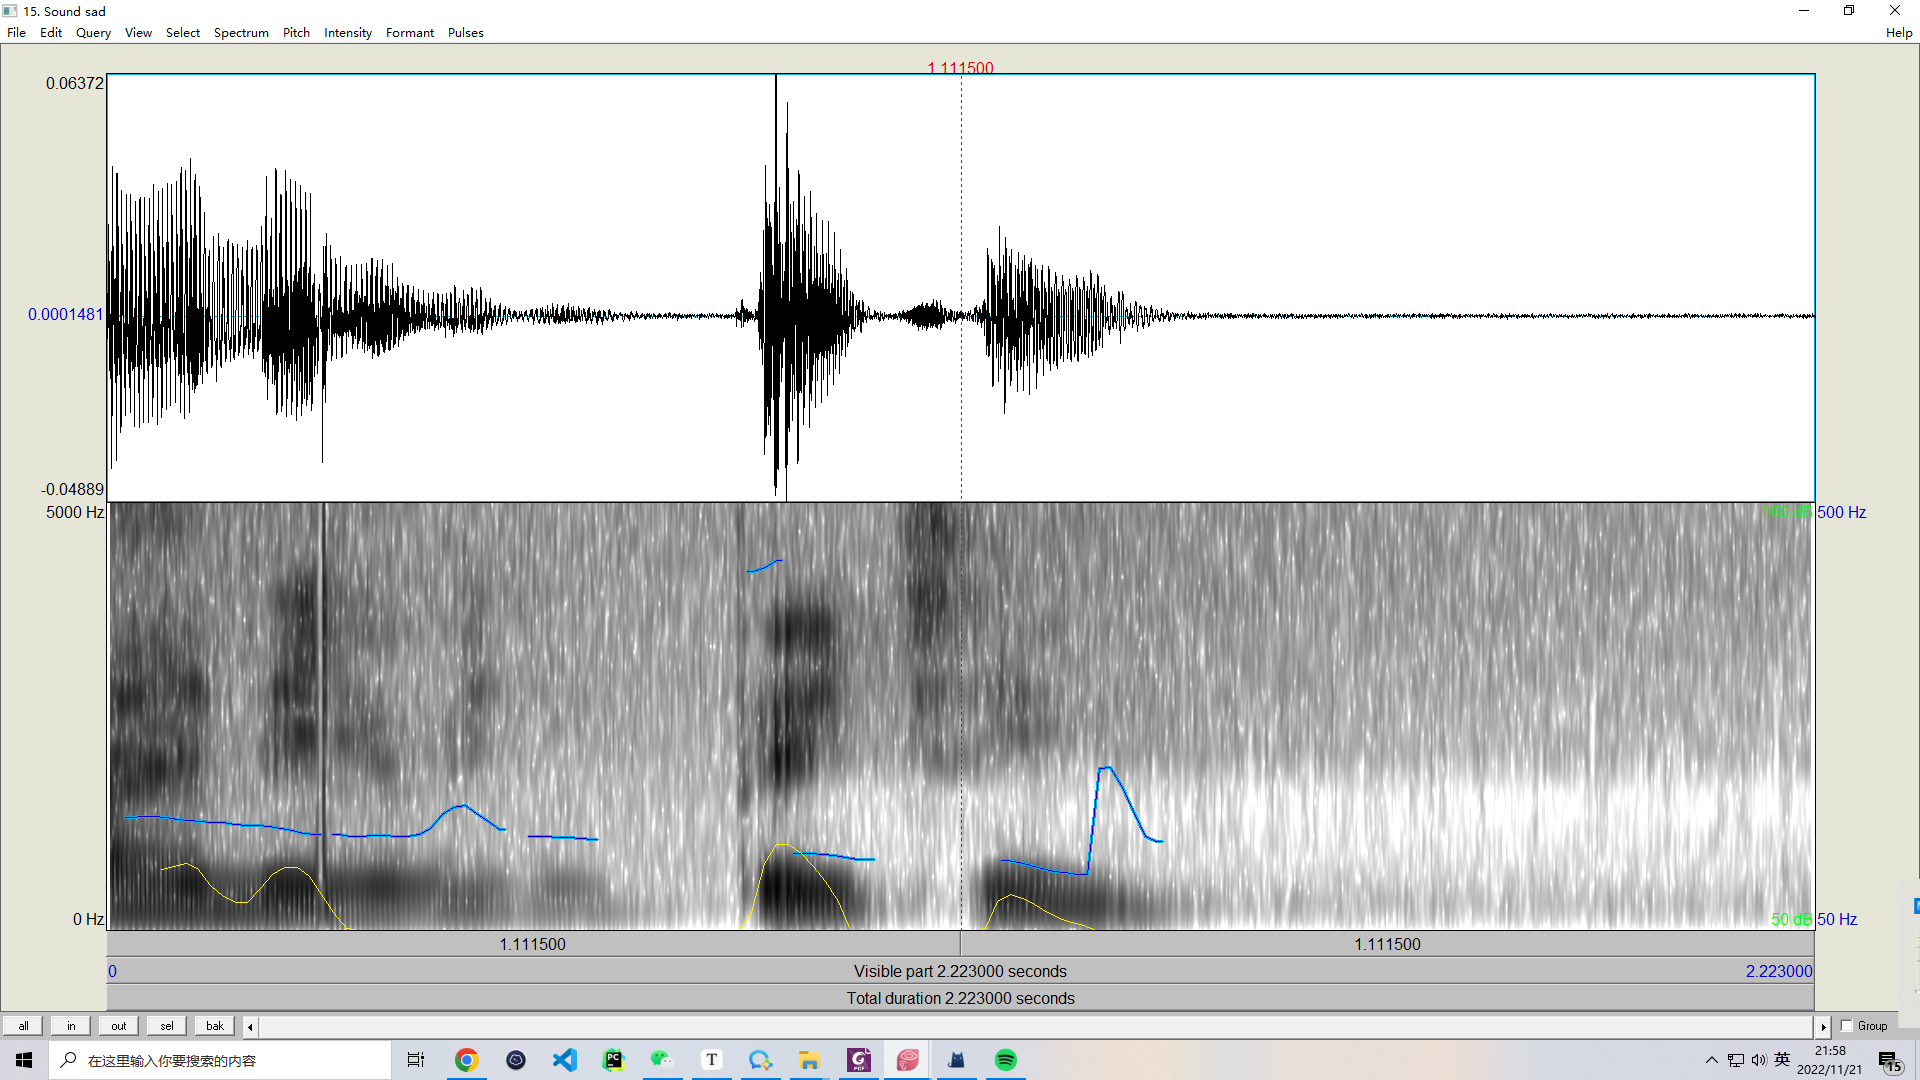 15. Sound sad
File Edit Query View Select Spectrum Pitch Intensity Formant Pulses Help
1.111500
0.06372
0.0001481
-0.04889
5000 Hz 100 dB 500 Hz
0 Hz 50 dB 50 Hz
1.111500 1.111500
0 Visible part 2.223000 seconds 2.223000
Total duration 2.223000 seconds
all in out sel bak Group
在这里输入你要搜索的内容 PC T PDF 英 21:58
2022/11/21 15